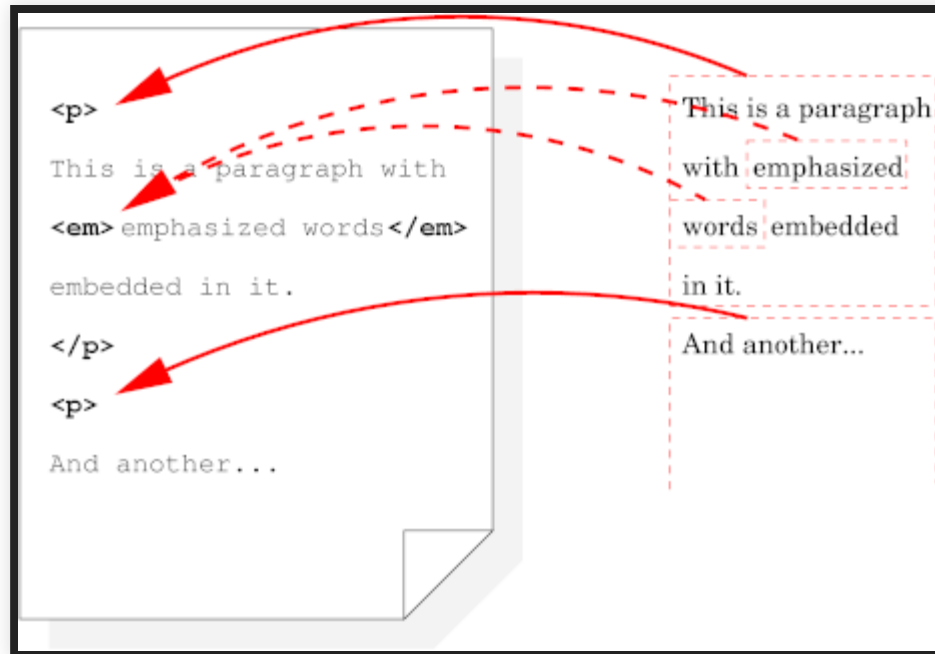 <p>
This is a paragraph with
<em>emphasized words</em>
embedded in it.
</p>
<p>
And another...
This is a paragraph
with emphasized
words embedded
in it.
And another...